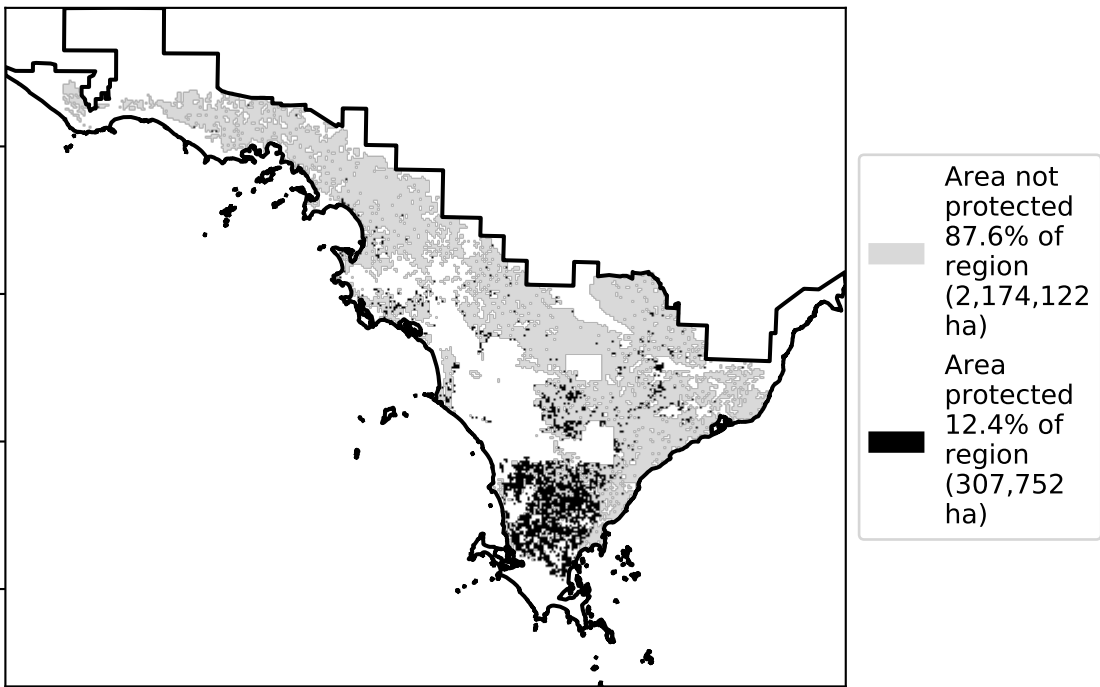 Area not
protected
87.6% of
region
(2,174,122
ha)
Area
protected
12.4% of
region
(307,752
ha)